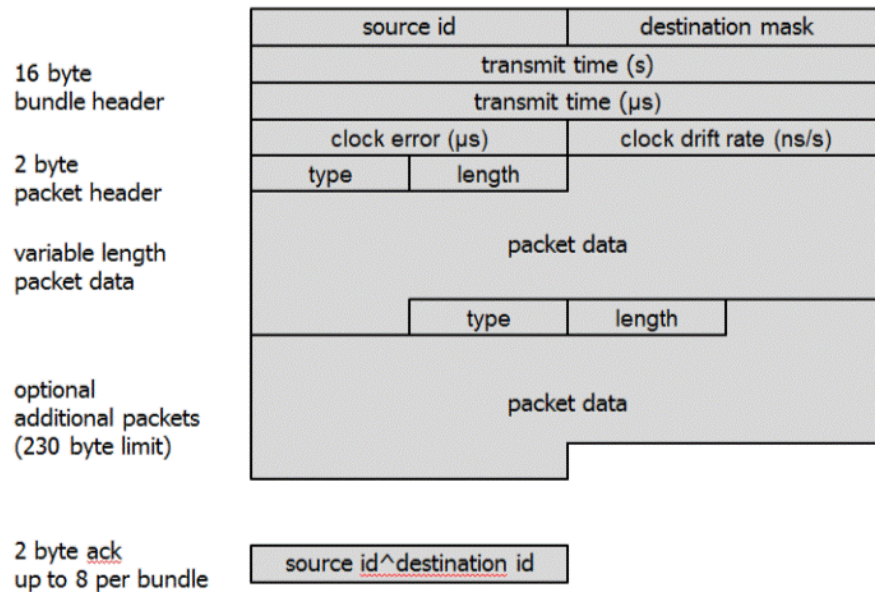 source id destination mask
16 byte
bundle header
transmit time (s)
transmit time (µs)
clock error (µs) clock drift rate (ns/s)
2 byte
packet header
type length
variable length
packet data
packet data
type length
optional
additional packets
(230 byte limit)
packet data
2 byte ack
up to 8 per bundle
source id^destination id